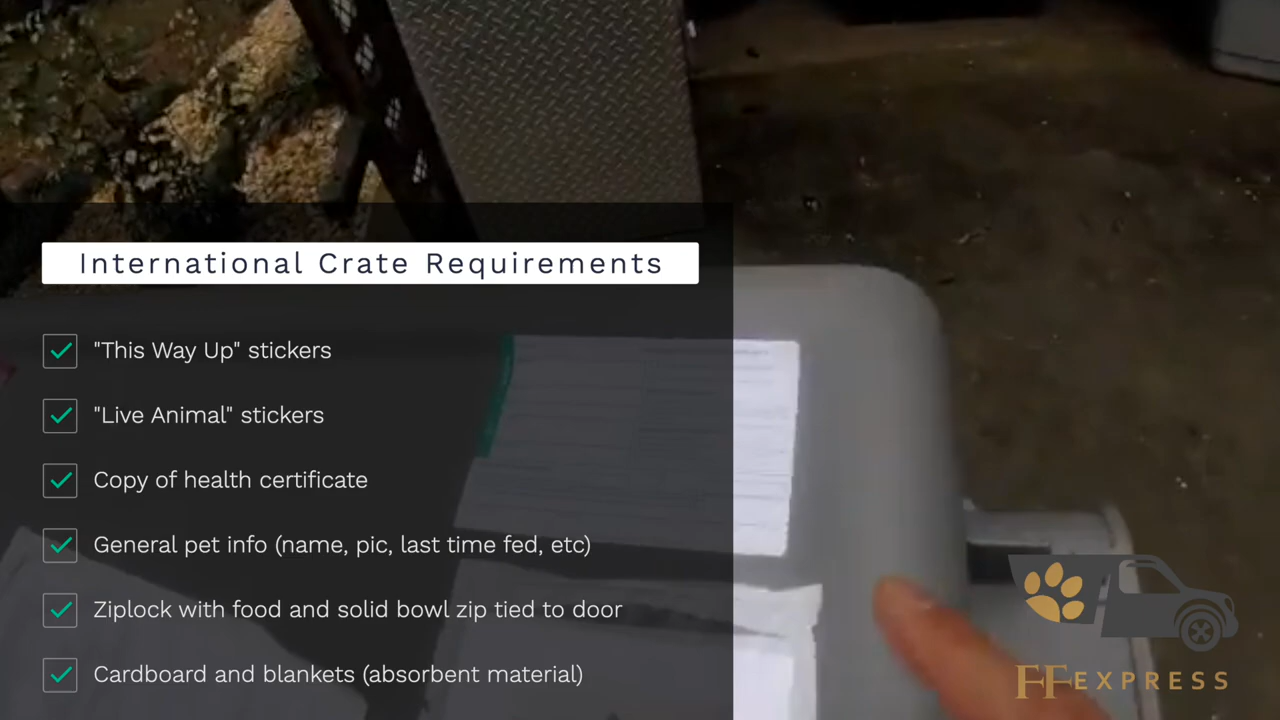 International Crate Requirements
"This Way Up" stickers
"Live Animal" stickers
Copy of health certificate
General pet info (name, pic, last time fed, etc)
Ziplock with food and solid bowl zip tied to door
Cardboard and blankets (absorbent material)
FF EXPRESS